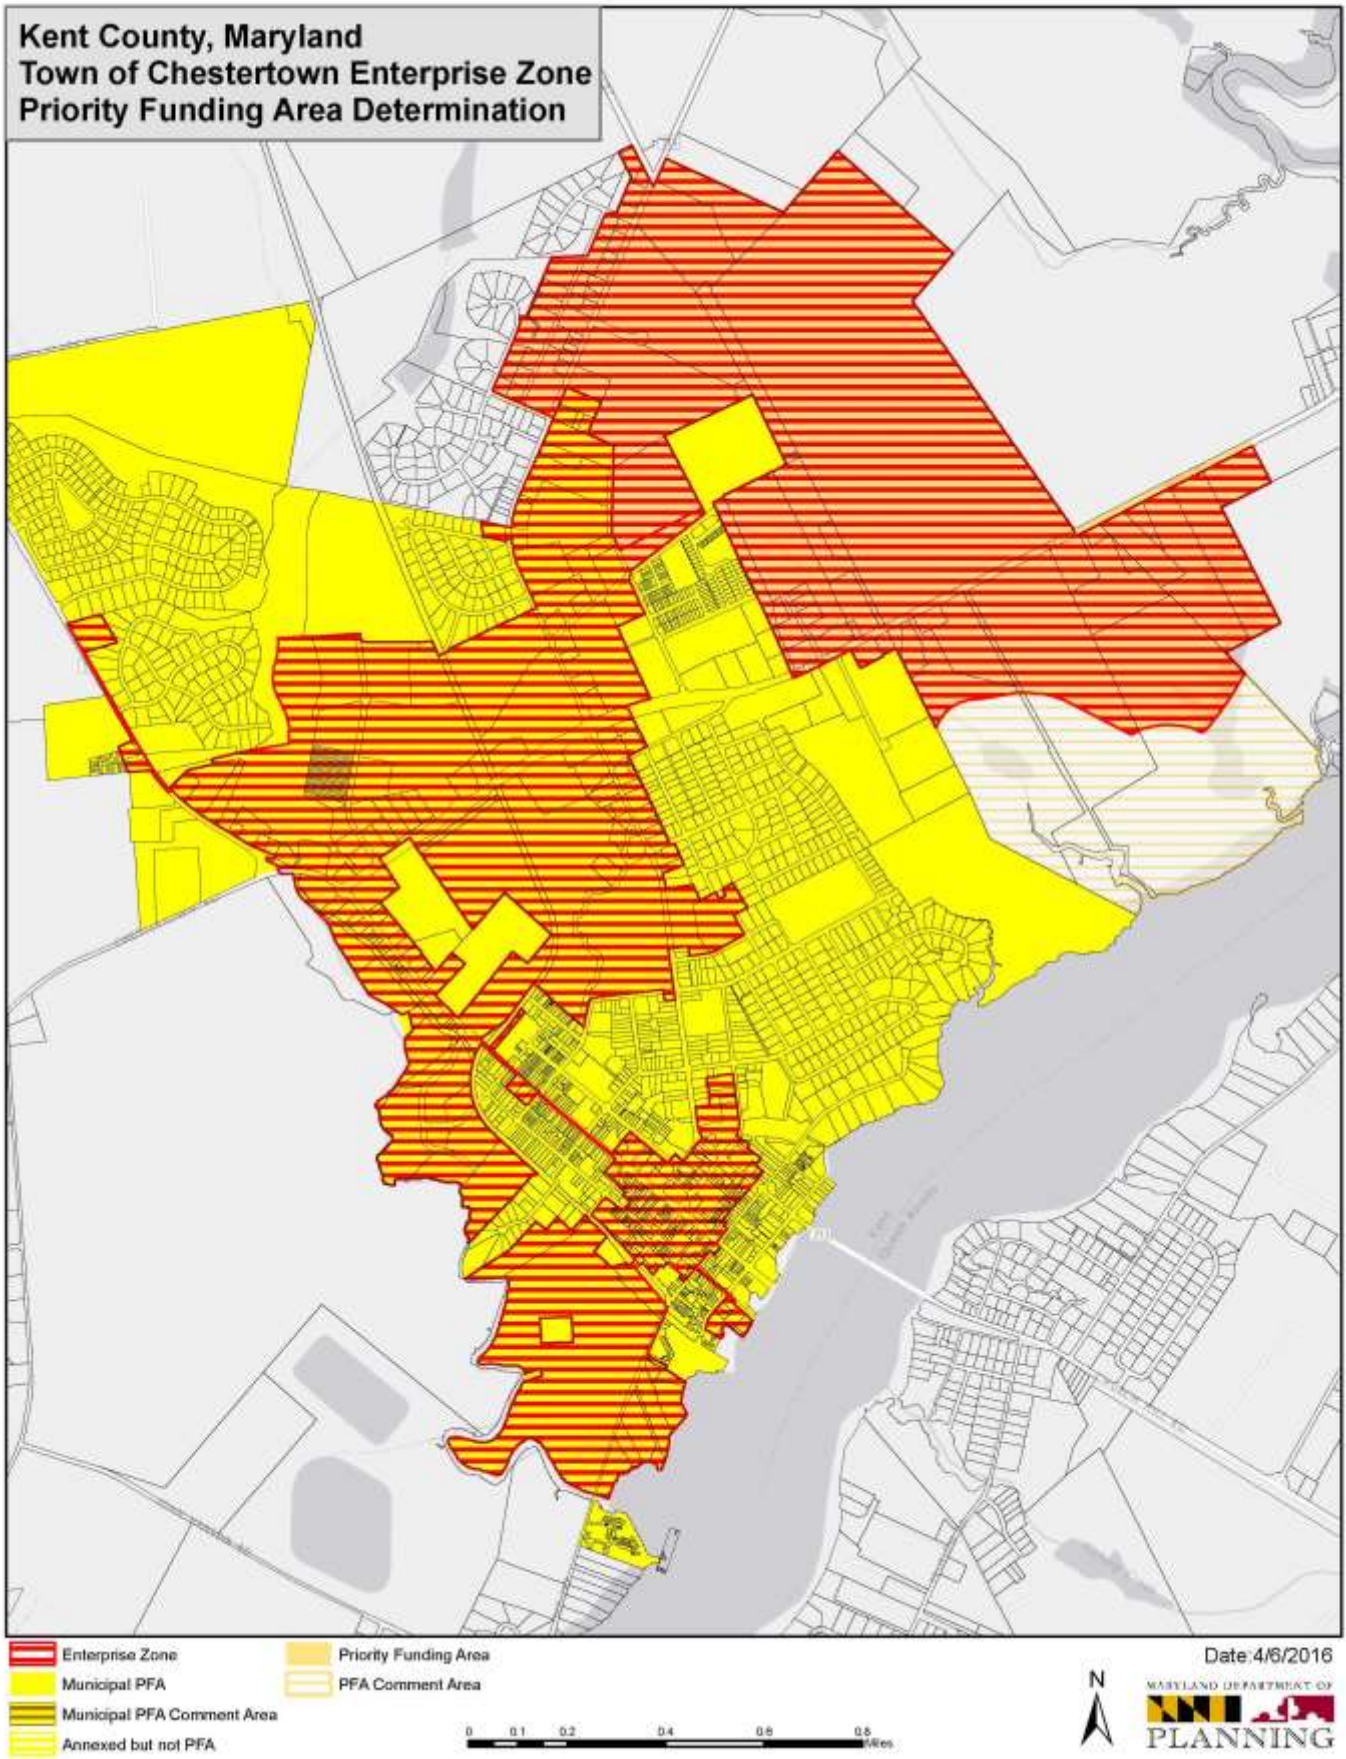 Kent County, Maryland
Town of Chestertown Enterprise Zone
Priority Funding Area Determination
Enterprise Zone
Municipal PFA
Municipal PFA Comment Area
Annexed but not PFA
Priority Funding Area
PFA Comment Area
0 0.1 0.2 0.4 0.6 0.8
Miles
N
Date:4/6/2016
MARYLAND DEPARTMENT OF
PLANNING